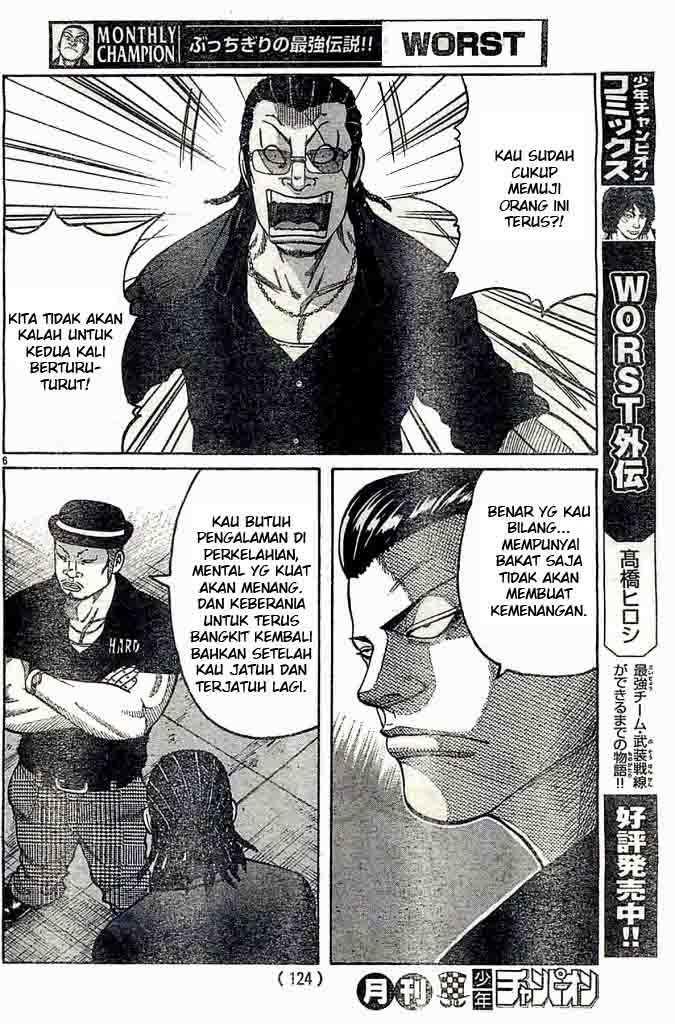 MONTHLY
CHAMPION
ぶっちぎりの最強伝説!!
WORST
KAU SUDAH
CUKUP
MEMUJI
ORANG INI
TERUS?!
KITA TIDAK AKAN
KALAH UNTUK
KEDUA KALI
BERTURU-
TURUT!
6
BENAR YG KAU
BILANG...
MEMPUNYAI
BAKAT SAJA
TIDAK AKAN
MEMBUAT
KEMENANGAN.
KAU BUTUH
PENGALAMAN DI
PERKELAHIAN,
MENTAL YG KUAT
AKAN MENANG.
DAN KEBERANIA
UNTUK TERUS
BANGKIT KEMBALI
BAHKAN SETELAH
KAU JATUH DAN
TERJATUH LAGI.
HARD
少年チャンピオン
コミックス
WORST外伝
髙橋ヒロシ
最強チーム・武装戦線
ができるまでの物語!!
好評発売中!!
(124)
月刊
少年
チャンピオン